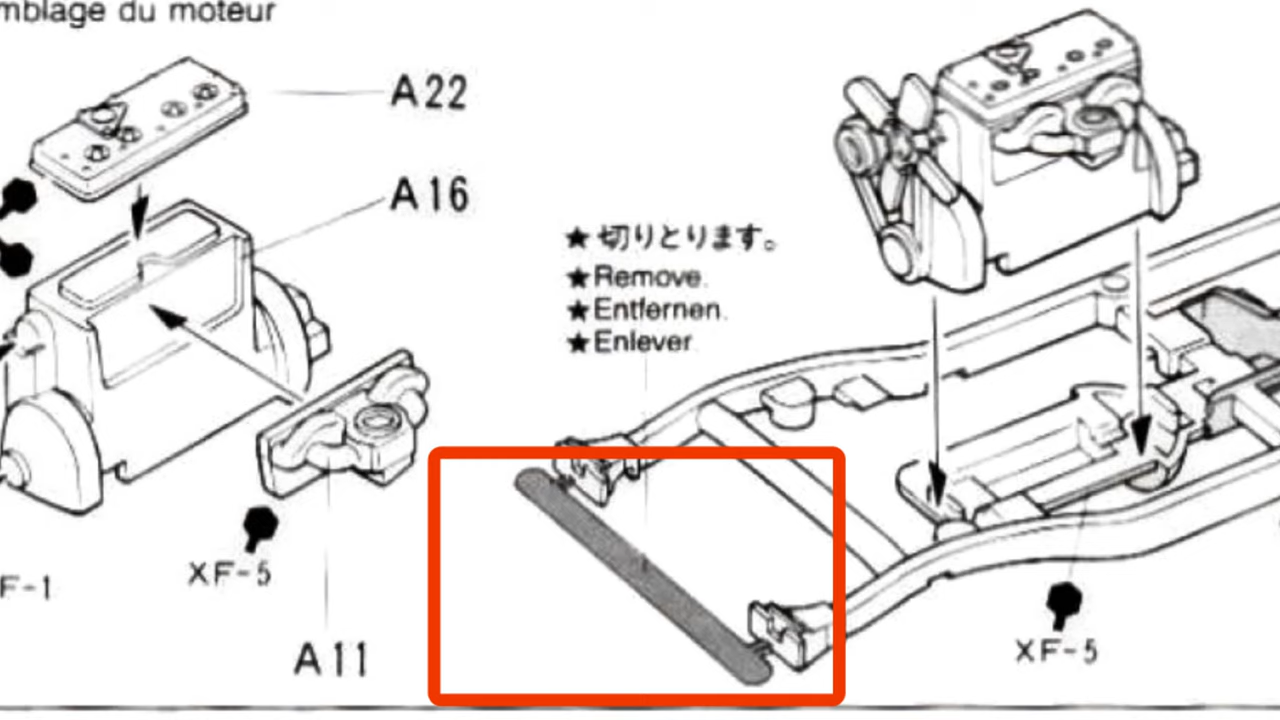 mblage du moteur
A22
A16
★切りとります。
★Remove.
★Entfernen.
★Enlever.
F-1
XF-5
A11
XF-5